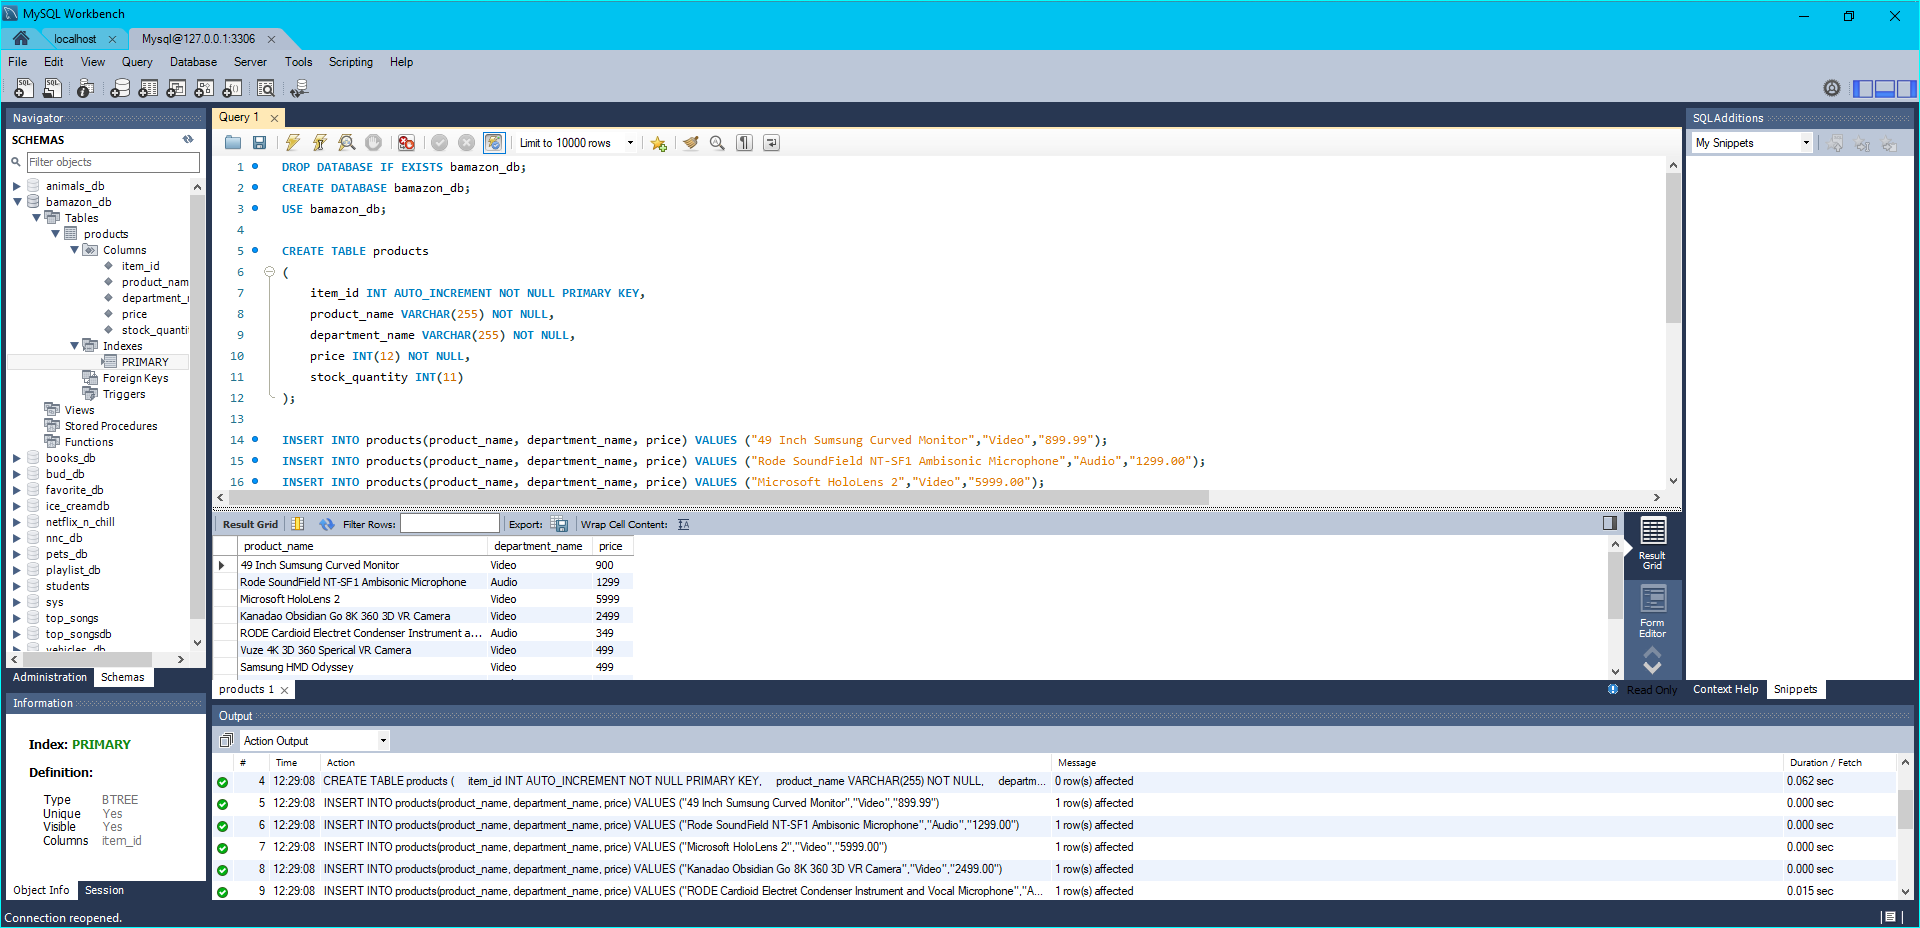 MySQL Workbench
localhost
Mysql@127.0.0.1:3306
File Edit View Query Database Server Tools Scripting Help
Navigator
SCHEMAS
Filter objects
animals_db
bamazon_db
Tables
products
Columns
item_id
product_nam
department_
price
stock_quanti
Indexes
PRIMARY
Foreign Keys
Triggers
Views
Stored Procedures
Functions
books_db
bud_db
favorite_db
ice_creamdb
netflix_n_chill
nnc_db
pets_db
playlist_db
students
sys
top_songs
top_songsdb
vehicles_db
Administration Schemas
Information
Index: PRIMARY
Definition:
Type BTREE
Unique Yes
Visible Yes
Columns item_id
Object Info Session
Connection reopened.
Query 1
Limit to 10000 rows
1 DROP DATABASE IF EXISTS bamazon_db;
2 CREATE DATABASE bamazon_db;
3 USE bamazon_db;
4
5 CREATE TABLE products
6 (
7 item_id INT AUTO_INCREMENT NOT NULL PRIMARY KEY,
8 product_name VARCHAR(255) NOT NULL,
9 department_name VARCHAR(255) NOT NULL,
10 price INT(12) NOT NULL,
11 stock_quantity INT(11)
12 );
13
14 INSERT INTO products(product_name, department_name, price) VALUES ("49 Inch Sumsung Curved Monitor","Video","899.99");
15 INSERT INTO products(product_name, department_name, price) VALUES ("Rode SoundField NT-SF1 Ambisonic Microphone","Audio","1299.00");
16 INSERT INTO products(product_name, department_name, price) VALUES ("Microsoft HoloLens 2","Video","5999.00");
Result Grid Filter Rows: Export: Wrap Cell Content:
product_name department_name price
49 Inch Sumsung Curved Monitor Video 900
Rode SoundField NT-SF1 Ambisonic Microphone Audio 1299
Microsoft HoloLens 2 Video 5999
Kanadao Obsidian Go 8K 360 3D VR Camera Video 2499
RODE Cardioid Electret Condenser Instrument a... Audio 349
Vuze 4K 3D 360 Sperical VR Camera Video 499
Samsung HMD Odyssey Video 499
Result Grid
Form Editor
products 1
Read Only
SQLAdditions
My Snippets
Context Help Snippets
Output
Action Output
# Time Action Message Duration / Fetch
4 12:29:08 CREATE TABLE products ( item_id INT AUTO_INCREMENT NOT NULL PRIMARY KEY, product_name VARCHAR(255) NOT NULL, departm... 0 row(s) affected 0.062 sec
5 12:29:08 INSERT INTO products(product_name, department_name, price) VALUES ("49 Inch Sumsung Curved Monitor","Video","899.99") 1 row(s) affected 0.000 sec
6 12:29:08 INSERT INTO products(product_name, department_name, price) VALUES ("Rode SoundField NT-SF1 Ambisonic Microphone","Audio","1299.00") 1 row(s) affected 0.000 sec
7 12:29:08 INSERT INTO products(product_name, department_name, price) VALUES ("Microsoft HoloLens 2","Video","5999.00") 1 row(s) affected 0.000 sec
8 12:29:08 INSERT INTO products(product_name, department_name, price) VALUES ("Kanadao Obsidian Go 8K 360 3D VR Camera","Video","2499.00") 1 row(s) affected 0.000 sec
9 12:29:08 INSERT INTO products(product_name, department_name, price) VALUES ("RODE Cardioid Electret Condenser Instrument and Vocal Microphone","A... 1 row(s) affected 0.015 sec